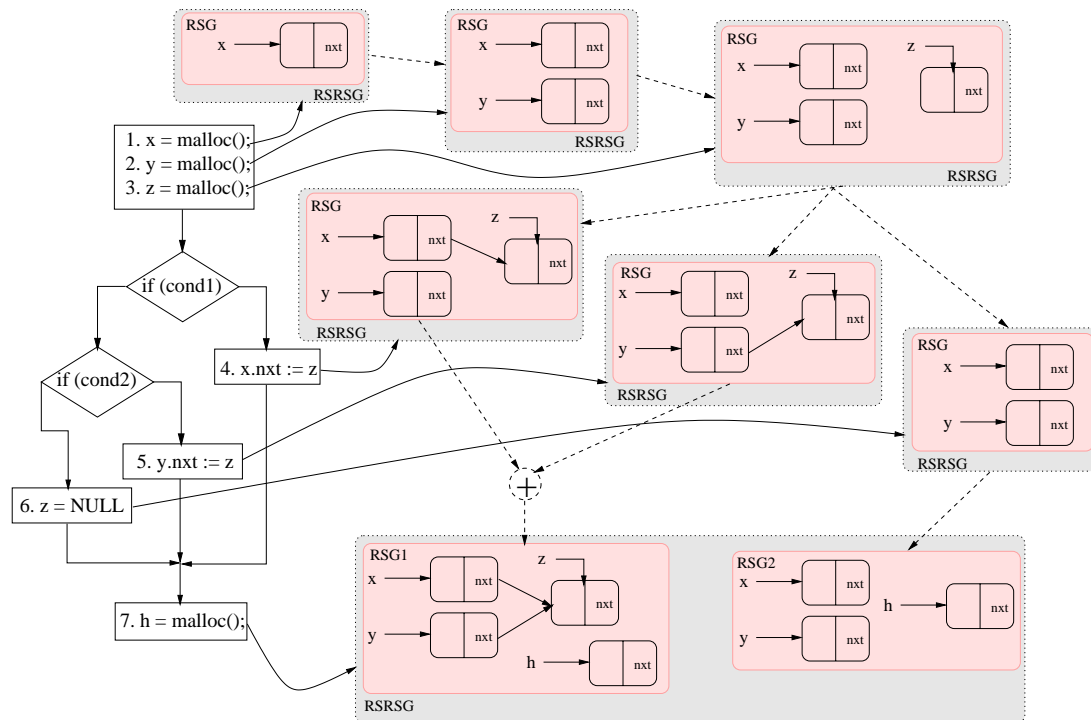 RSG
x
nxt
RSRSG
RSG
x
nxt
y
nxt
RSRSG
RSG
x
nxt
y
nxt
z
nxt
RSRSG
1. x = malloc();
2. y = malloc();
3. z = malloc();
RSG
x
nxt
z
nxt
y
nxt
RSRSG
RSG
x
nxt
z
nxt
y
nxt
RSRSG
RSG
x
nxt
y
nxt
RSRSG
if (cond1)
if (cond2)
4. x.nxt := z
5. y.nxt := z
6. z = NULL
+
7. h = malloc();
RSG1
x
nxt
z
nxt
y
nxt
h
nxt
RSG2
x
nxt
y
nxt
h
nxt
RSRSG